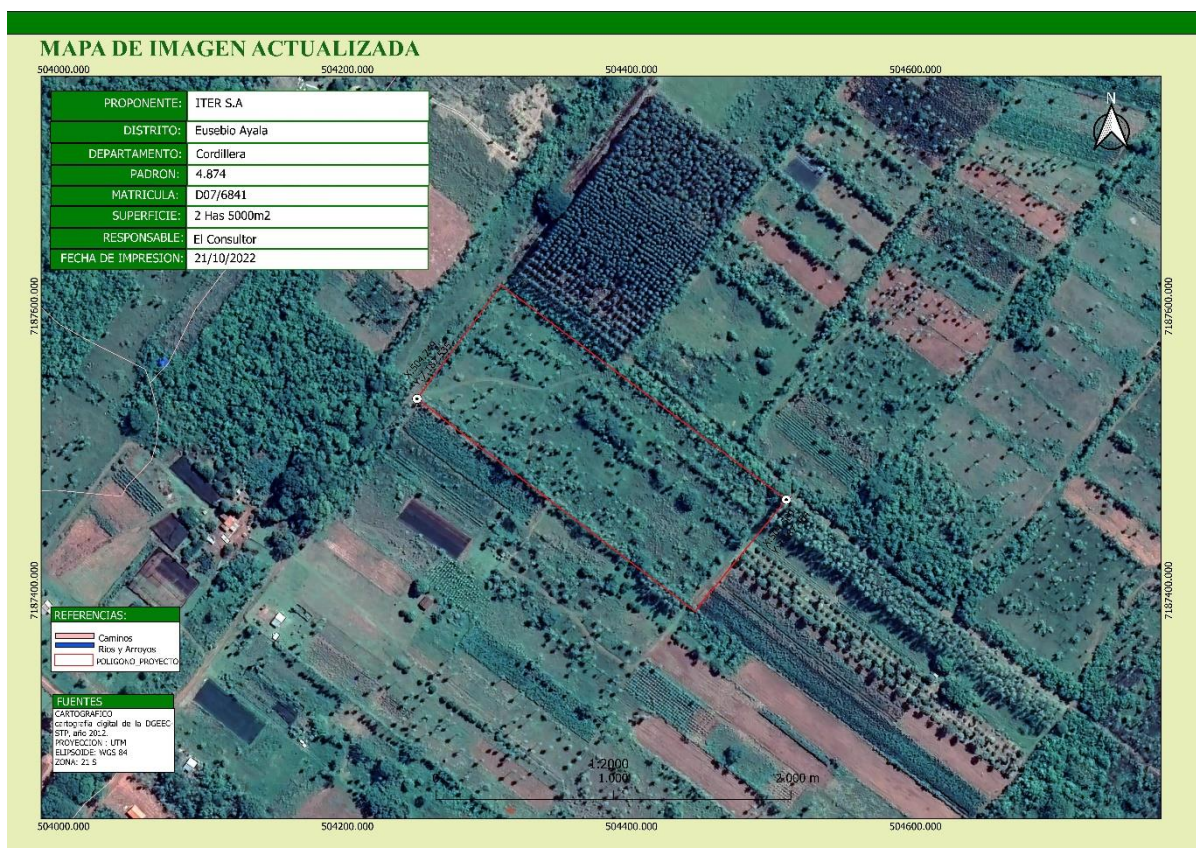 MAPA DE IMAGEN ACTUALIZADA
504000.000 504200.000 504400.000 504600.000
PROPONENTE: ITER S.A
DISTRITO: Eusebio Ayala
DEPARTAMENTO: Cordillera
PADRON: 4.874
MATRICULA: D07/6841
SUPERFICIE: 2 Has 5000m2
RESPONSABLE: El Consultor
FECHA DE IMPRESION: 21/10/2022
N
7187600.000 7187600.000
7187400.000 7187400.000
REFERENCIAS:
Caminos
Rios y Arroyos
POLIGONO_PROYECTO
FUENTES
CARTOGRAFICO
cartografia digital de la DGEEC-
STP, año 2012.
PROYECCION : UTM
ELIPSOIDE: WGS 84
ZONA: 21 S
1:2000
0 1.000 2.000 m
504000.000 504200.000 504400.000 504600.000